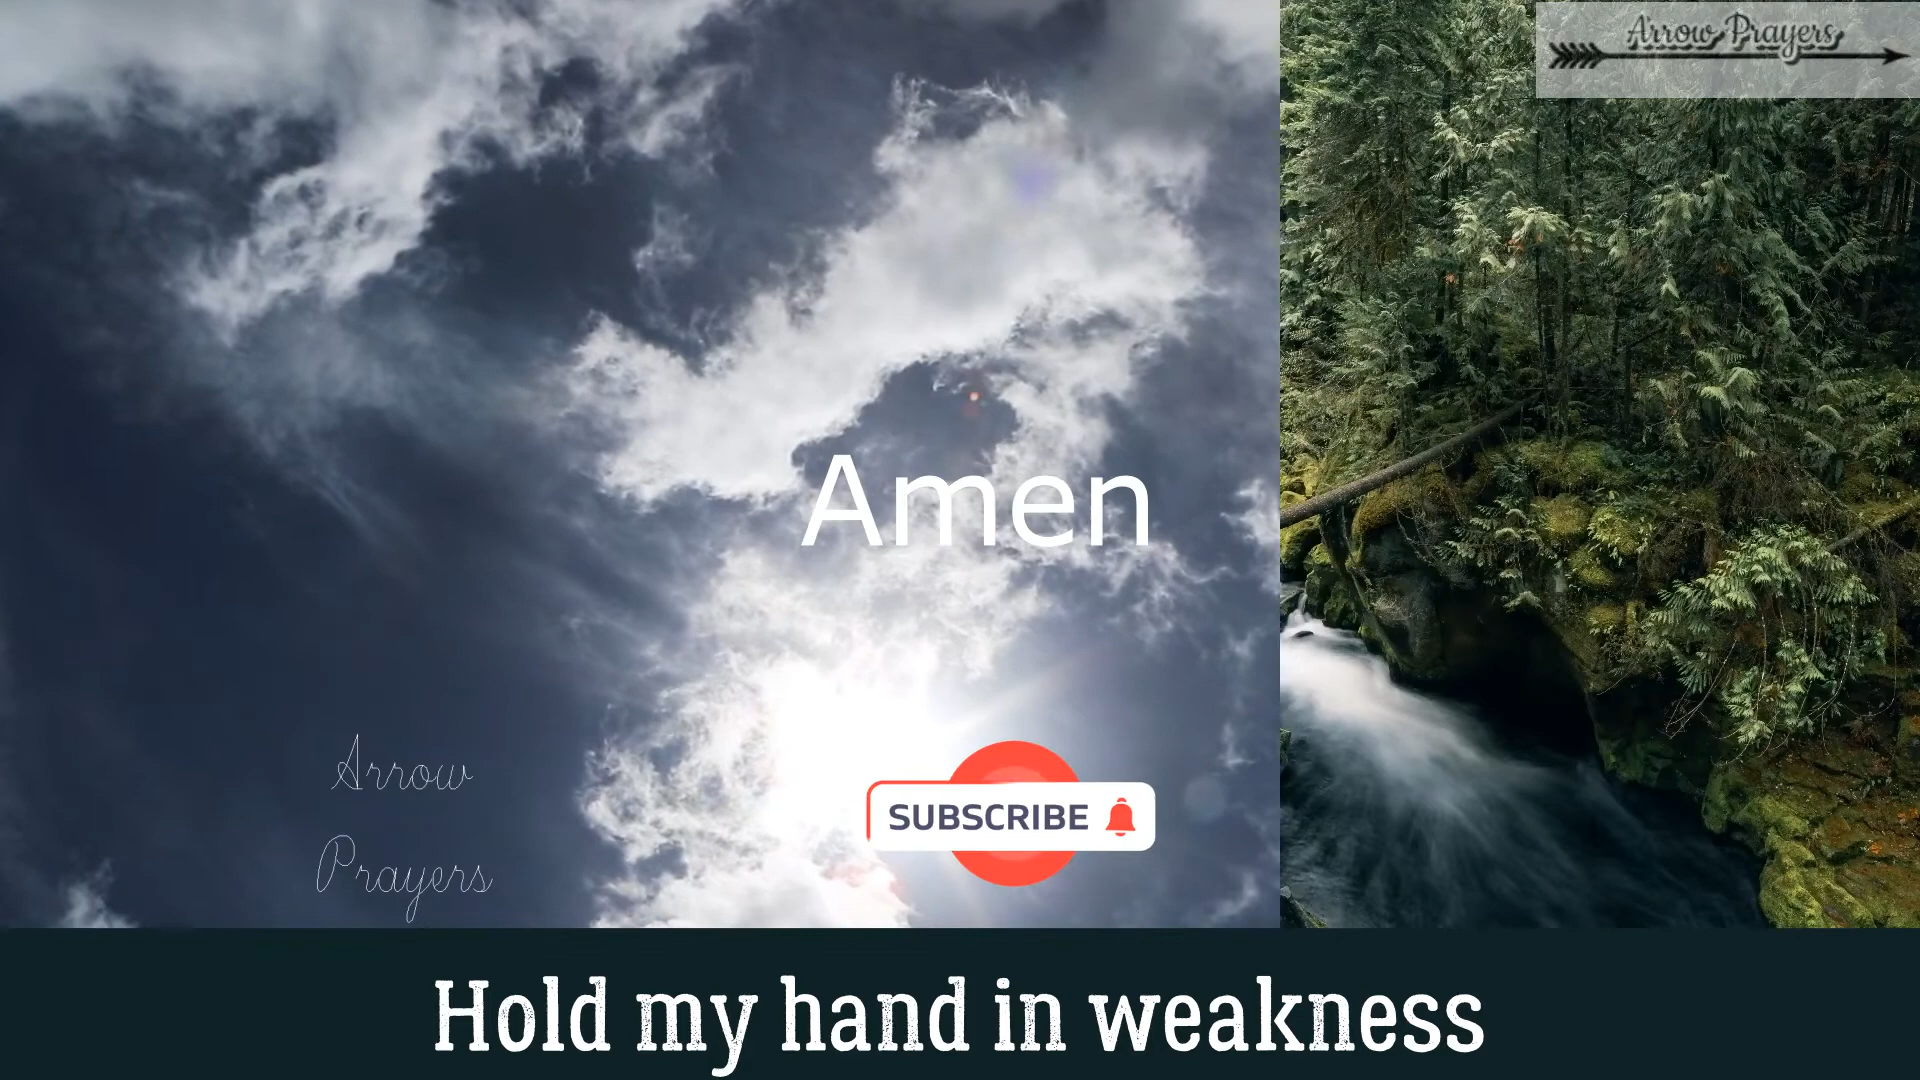 Arrow Prayers
Amen
Arrow
Prayers
SUBSCRIBE
Hold my hand in weakness